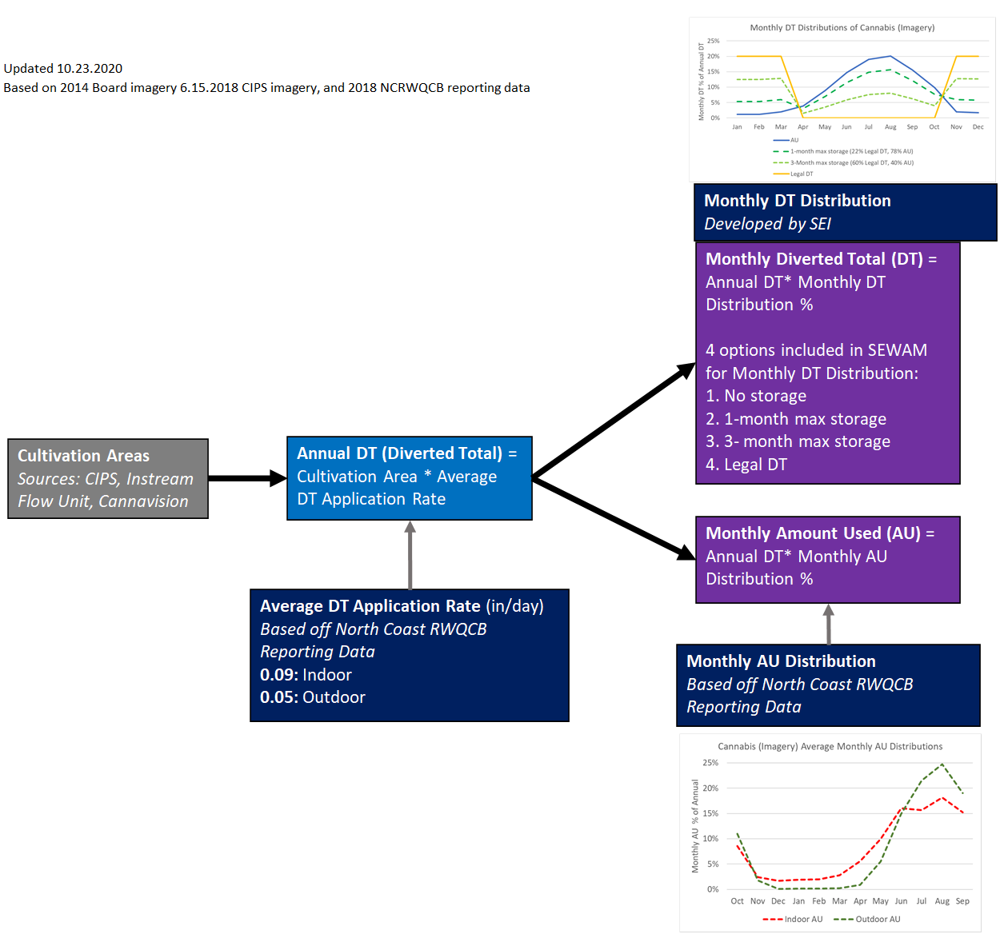 Updated 10.23.2020
Based on 2014 Board imagery 6.15.2018 CIPS imagery, and 2018 NCRWQCB reporting data
Monthly DT Distributions of Cannabis (Imagery)
Monthly DT % of Annual DT
25%
20%
15%
10%
5%
0%
Jan Feb Mar Apr May Jun Jul Aug Sep Oct Nov Dec
AU
1-month max storage (22% Legal DT, 78% AU)
3-Month max storage (60% Legal DT, 40% AU)
Legal DT
Monthly DT Distribution
Developed by SEI
Monthly Diverted Total (DT) =
Annual DT* Monthly DT
Distribution %
4 options included in SEWAM
for Monthly DT Distribution:
1. No storage
2. 1-month max storage
3. 3- month max storage
4. Legal DT
Cultivation Areas
Sources: CIPS, Instream
Flow Unit, Cannavision
Annual DT (Diverted Total) =
Cultivation Area * Average
DT Application Rate
Monthly Amount Used (AU) =
Annual DT* Monthly AU
Distribution %
Average DT Application Rate (in/day)
Based off North Coast RWQCB
Reporting Data
0.09: Indoor
0.05: Outdoor
Monthly AU Distribution
Based off North Coast RWQCB
Reporting Data
Cannabis (Imagery) Average Monthly AU Distributions
Monthly AU % of Annual
25%
20%
15%
10%
5%
0%
Oct Nov Dec Jan Feb Mar Apr May Jun Jul Aug Sep
Indoor AU Outdoor AU